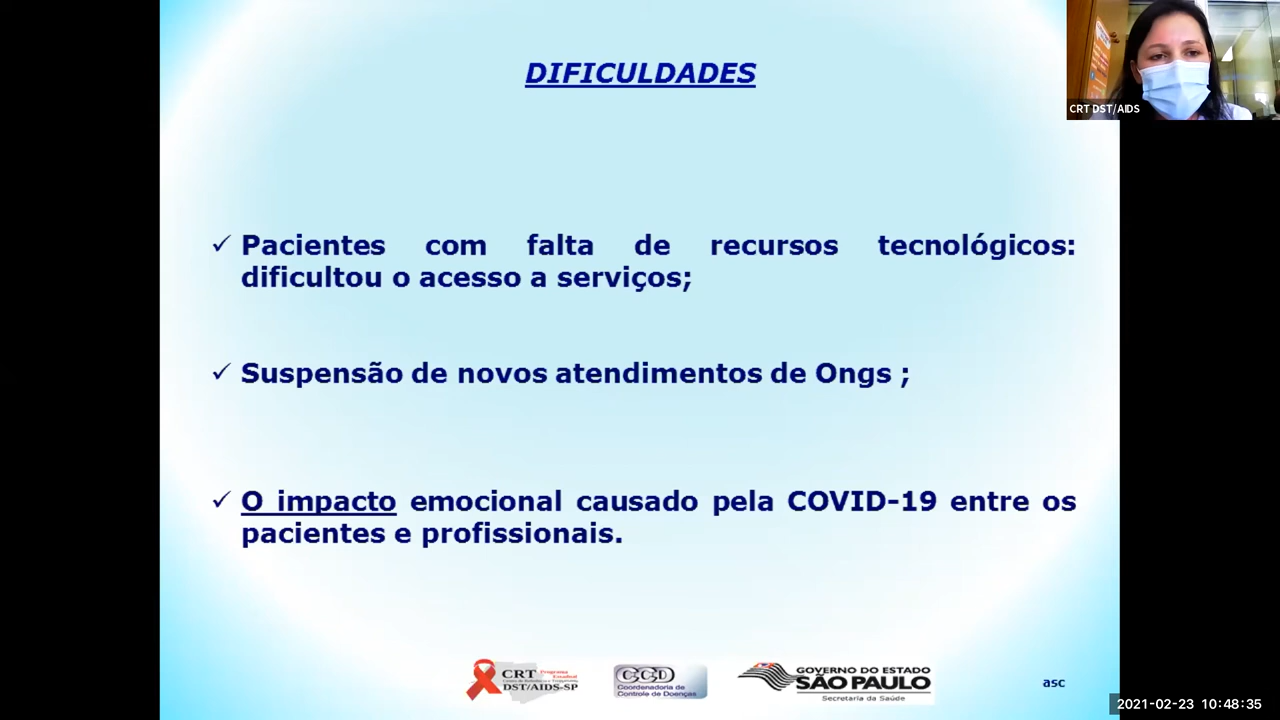 DIFICULDADES
CRT DST/AIDS
✓ Pacientes com falta de recursos tecnológicos:
dificultou o acesso a serviços;
✓ Suspensão de novos atendimentos de Ongs ;
✓ O impacto emocional causado pela COVID-19 entre os
pacientes e profissionais.
CRT Programa Estadual
DST/AIDS-SP
CCD
Coordenadoria de
Controle de Doenças
GOVERNO DO ESTADO
SÃO PAULO
Secretaria da Saúde
asc
2021-02-23 10:48:35